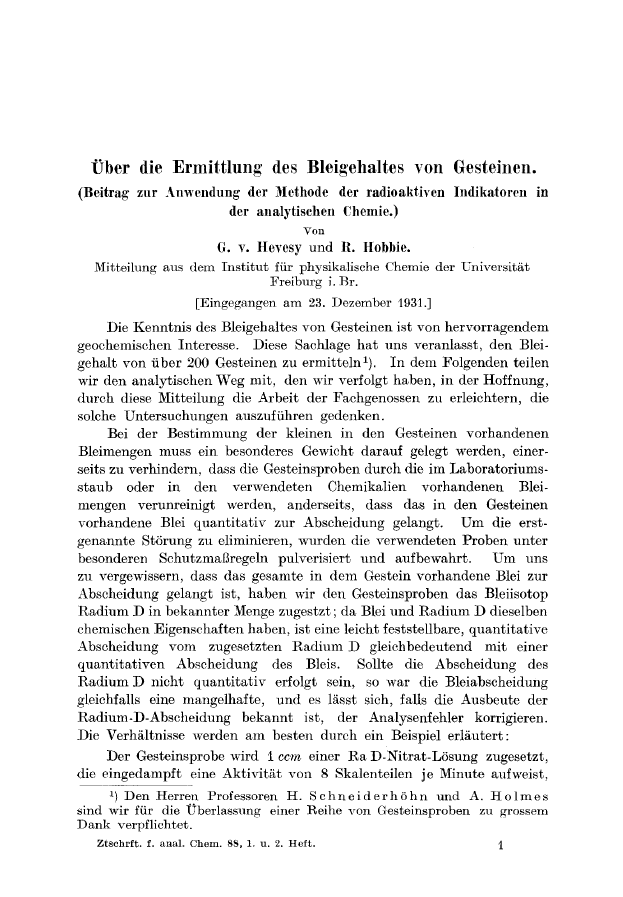 Über die Ermittlung des Bleigehaltes von Gesteinen.
(Beitrag zur Anwendung der Methode der radioaktiven Indikatoren in
der analytischen Chemie.)
Von
G. v. Hevesy und R. Hobbie.
Mitteilung aus dem Institut für physikalische Chemie der Universität
Freiburg i. Br.
[Eingegangen am 23. Dezember 1931.]
Die Kenntnis des Bleigehaltes von Gesteinen ist von hervorragendem
geochemischen Interesse. Diese Sachlage hat uns veranlasst, den Blei-
gehalt von über 200 Gesteinen zu ermitteln¹). In dem Folgenden teilen
wir den analytischen Weg mit, den wir verfolgt haben, in der Hoffnung,
durch diese Mitteilung die Arbeit der Fachgenossen zu erleichtern, die
solche Untersuchungen auszuführen gedenken.
Bei der Bestimmung der kleinen in den Gesteinen vorhandenen
Bleimengen muss ein besonderes Gewicht darauf gelegt werden, einer-
seits zu verhindern, dass die Gesteinsproben durch die im Laboratoriums-
staub oder in den verwendeten Chemikalien vorhandenen Blei-
mengen verunreinigt werden, anderseits, dass das in den Gesteinen
vorhandene Blei quantitativ zur Abscheidung gelangt. Um die erst-
genannte Störung zu eliminieren, wurden die verwendeten Proben unter
besonderen Schutzmaßregeln pulverisiert und aufbewahrt. Um uns
zu vergewissern, dass das gesamte in dem Gestein vorhandene Blei zur
Abscheidung gelangt ist, haben wir den Gesteinsproben das Bleiisotop
Radium D in bekannter Menge zugestzt; da Blei und Radium D dieselben
chemischen Eigenschaften haben, ist eine leicht feststellbare, quantitative
Abscheidung vom zugesetzten Radium D gleichbedeutend mit einer
quantitativen Abscheidung des Bleis. Sollte die Abscheidung des
Radium D nicht quantitativ erfolgt sein, so war die Bleiabscheidung
gleichfalls eine mangelhafte, und es lässt sich, falls die Ausbeute der
Radium-D-Abscheidung bekannt ist, der Analysenfehler korrigieren.
Die Verhältnisse werden am besten durch ein Beispiel erläutert:
Der Gesteinsprobe wird 1 ccm einer Ra D-Nitrat-Lösung zugesetzt,
die eingedampft eine Aktivität von 8 Skalenteilen je Minute aufweist,
¹) Den Herren Professoren H. Schneiderhöhn und A. Holmes
sind wir für die Überlassung einer Reihe von Gesteinsproben zu grossem
Dank verpflichtet.
Ztschrft. f. anal. Chem. 88, 1. u. 2. Heft. 1